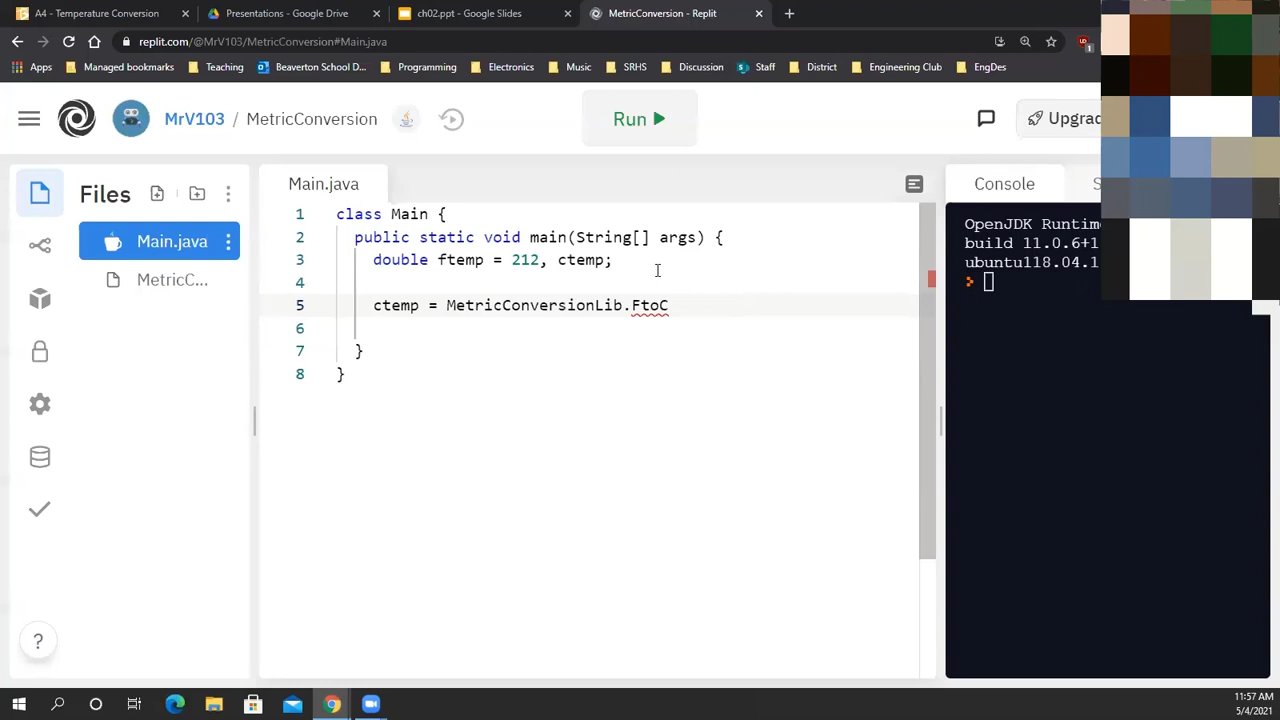 A4 - Temperature Conversion
Presentations - Google Drive
ch02.ppt - Google Slides
MetricConversion - Replit
replit.com/@MrV103/MetricConversion#Main.java
Apps
Managed bookmarks
Teaching
Beaverton School D...
Programming
Electronics
Music
SRHS
Discussion
Staff
District
Engineering Club
EngDes
MrV103 / MetricConversion
Run
Upgrad
Files
Main.java
MetricC...
Main.java
1 class Main {
2 public static void main(String[] args) {
3 double ftemp = 212, ctemp;
4
5 ctemp = MetricConversionLib.FtoC
6
7 }
8 }
Console
S
OpenJDK Runtim
build 11.0.6+1
ubuntu118.04.1
>
?
11:57 AM
5/4/2021